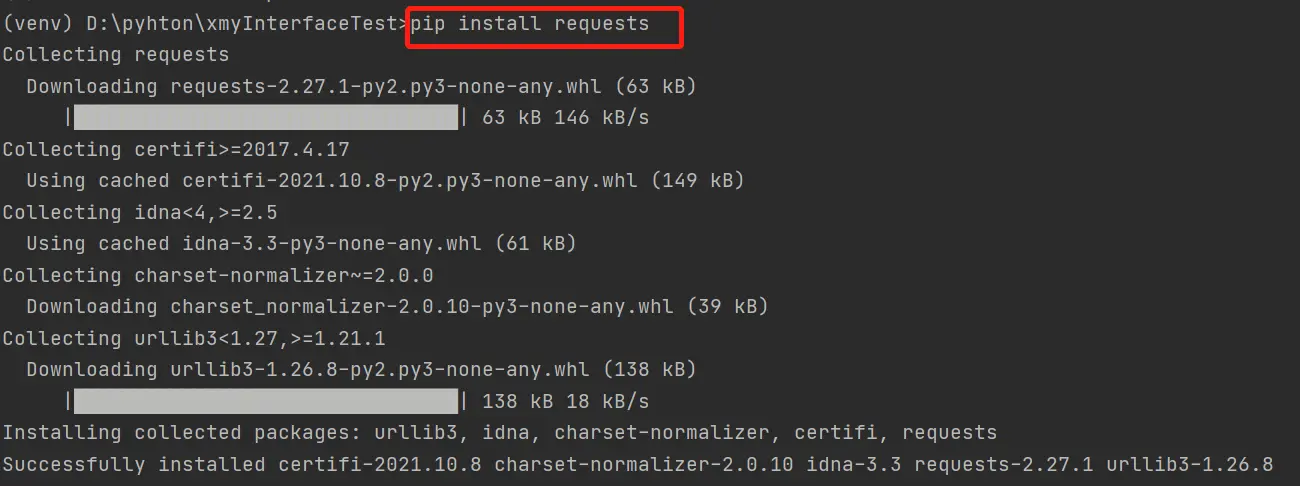 (venv) D:\pyhton\xmyInterfaceTest>pip install requests
Collecting requests
Downloading requests-2.27.1-py2.py3-none-any.whl (63 kB)
|████████████████████████████████| 63 kB 146 kB/s
Collecting certifi>=2017.4.17
Using cached certifi-2021.10.8-py2.py3-none-any.whl (149 kB)
Collecting idna<4,>=2.5
Using cached idna-3.3-py3-none-any.whl (61 kB)
Collecting charset-normalizer~=2.0.0
Downloading charset_normalizer-2.0.10-py3-none-any.whl (39 kB)
Collecting urllib3<1.27,>=1.21.1
Downloading urllib3-1.26.8-py2.py3-none-any.whl (138 kB)
|████████████████████████████████| 138 kB 18 kB/s
Installing collected packages: urllib3, idna, charset-normalizer, certifi, requests
Successfully installed certifi-2021.10.8 charset-normalizer-2.0.10 idna-3.3 requests-2.27.1 urllib3-1.26.8